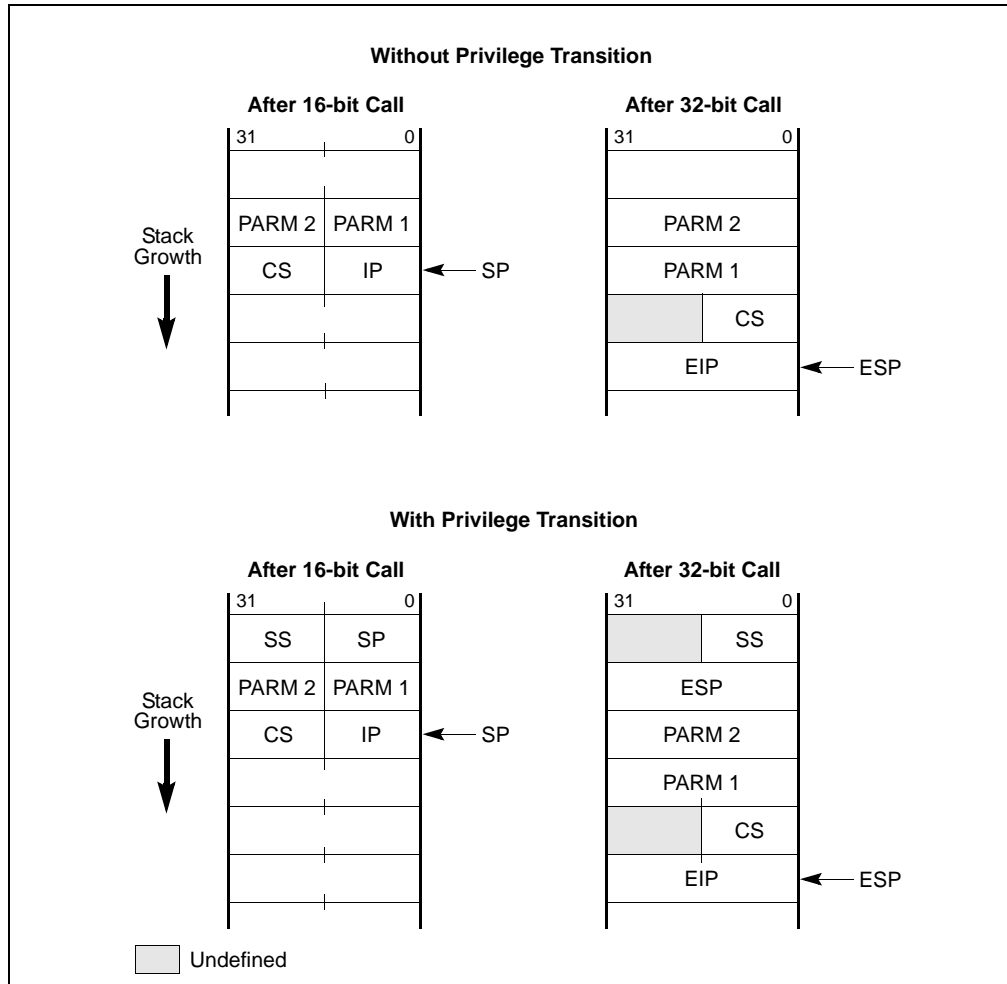 Without Privilege Transition
After 16-bit Call
After 32-bit Call
31 0
31 0
PARM 2 PARM 1
PARM 2
Stack
Growth
CS IP SP
PARM 1
CS
EIP ESP
With Privilege Transition
After 16-bit Call
After 32-bit Call
31 0
31 0
SS SP
SS
PARM 2 PARM 1
ESP
Stack
Growth
CS IP SP
PARM 2
PARM 1
CS
EIP ESP
Undefined